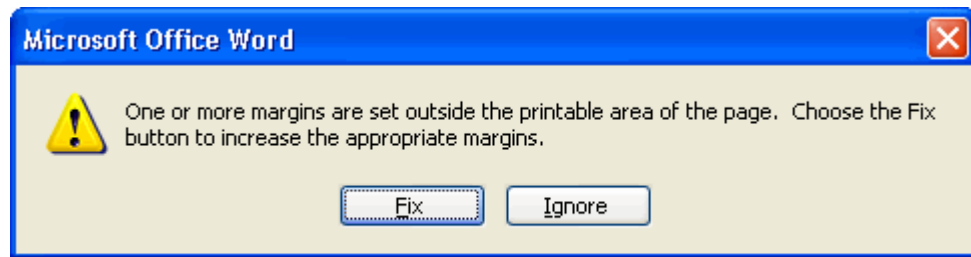 Microsoft Office Word
One or more margins are set outside the printable area of the page.  Choose the Fix
button to increase the appropriate margins.
Fix
Ignore